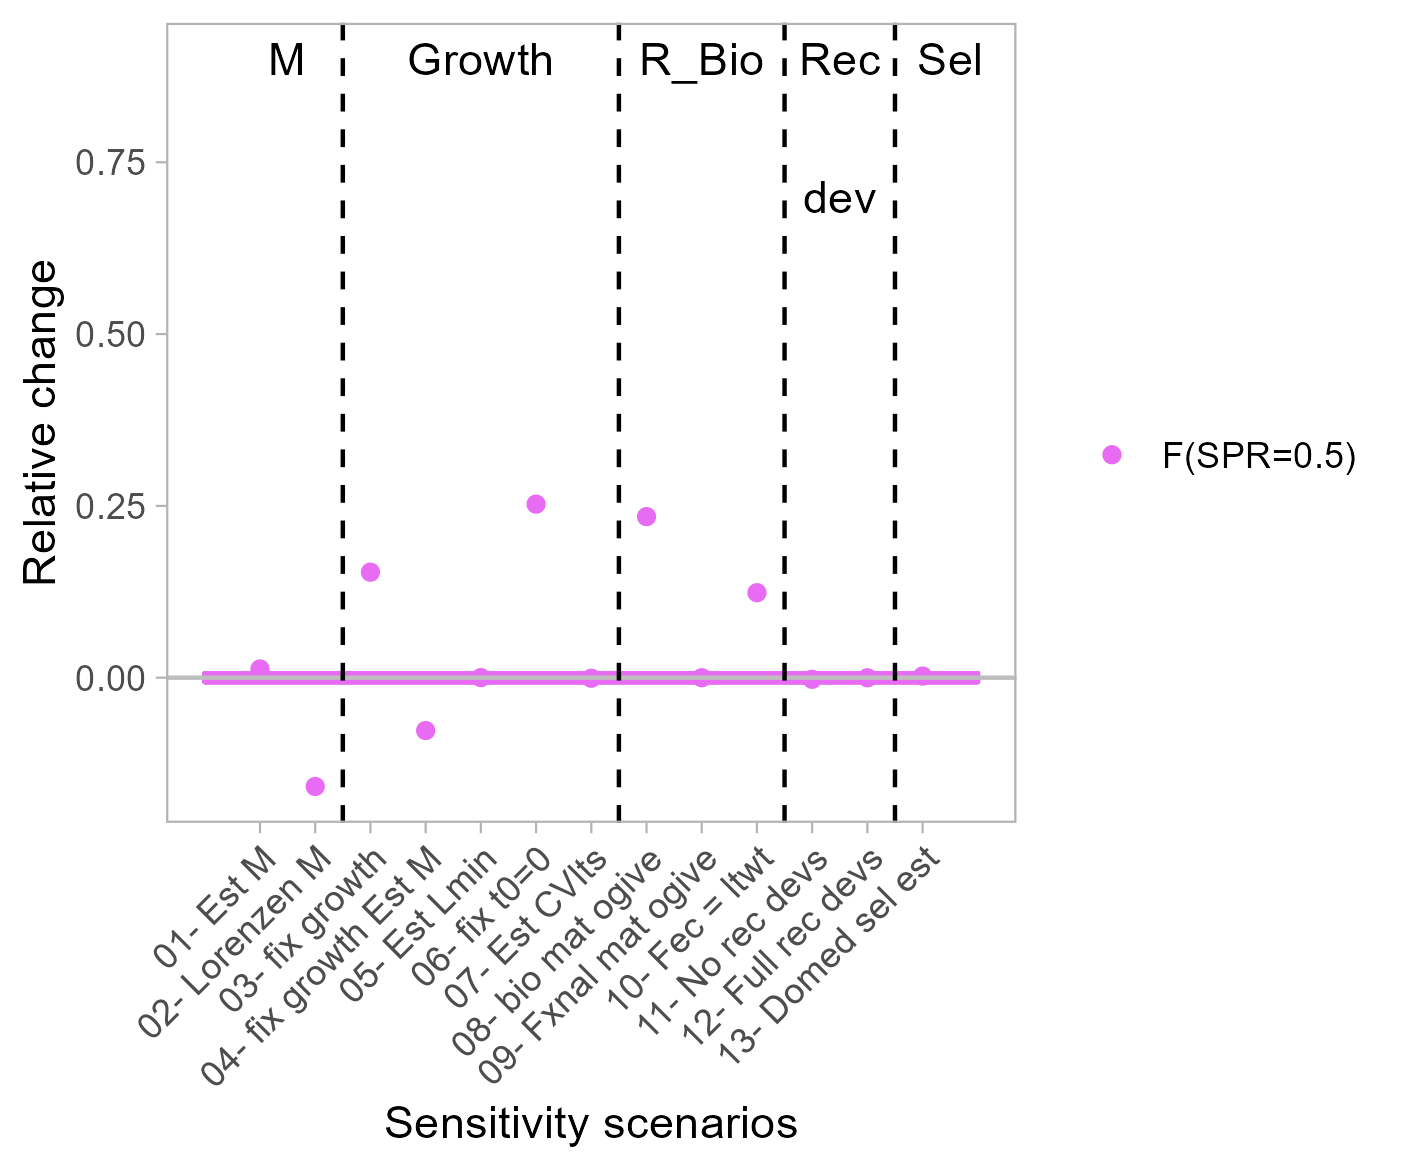 M Growth R_Bio Rec Sel
dev
0.75
0.50
0.25
0.00
Relative change
F(SPR=0.5)
01- Est M
02- Lorenzen M
03- fix growth
04- fix growth Est M
05- Est Lmin
06- fix t0=0
07- Est CVlts
08- bio mat ogive
09- Fxnal mat ogive
10- Fec = ltwt
11- No rec devs
12- Full rec devs
13- Domed sel est
Sensitivity scenarios